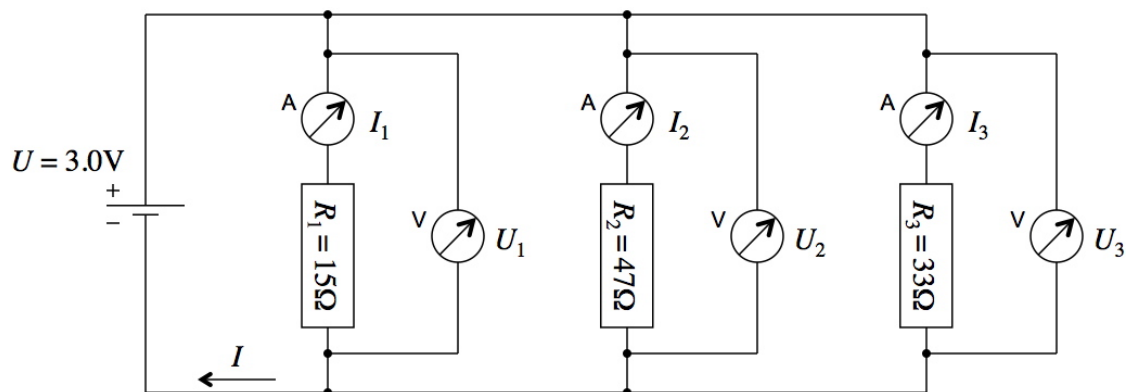 A
I₁
A
I₂
A
I₃
U = 3.0V
+
−
R₁ = 15Ω
V
U₁
R₂ = 47Ω
V
U₂
R₃ = 33Ω
V
U₃
I